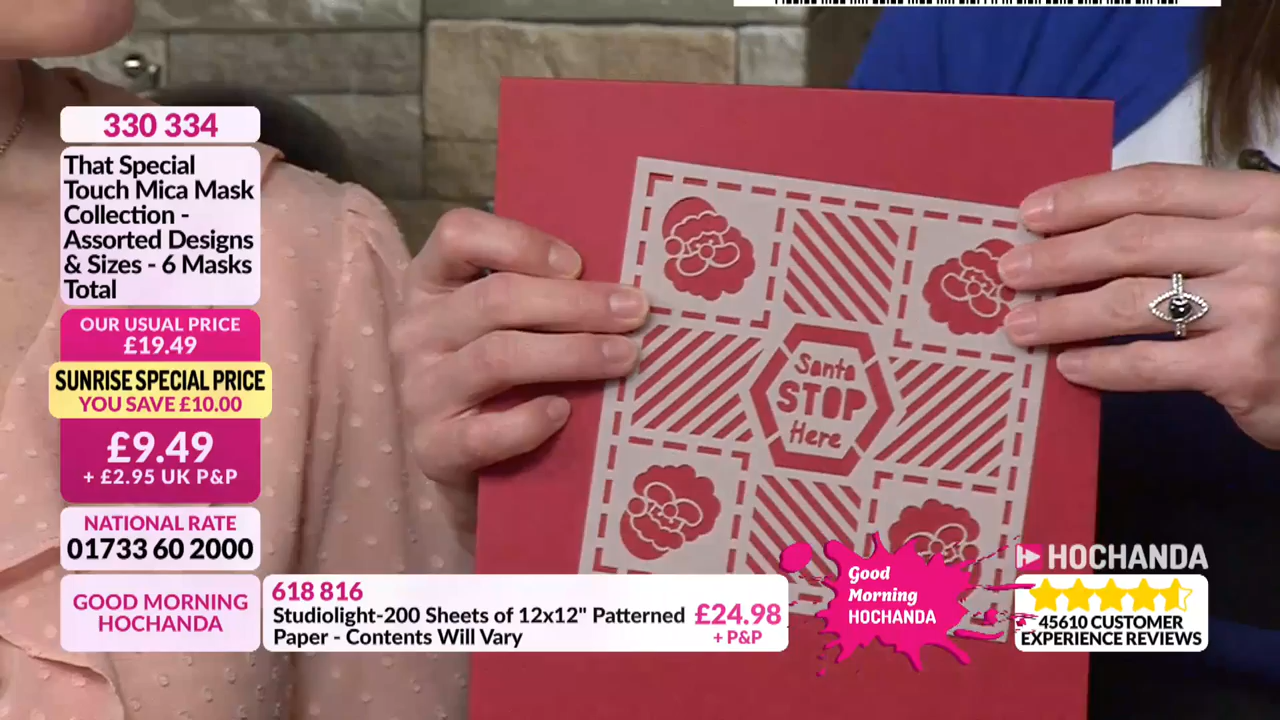 330 334
That Special
Touch Mica Mask
Collection -
Assorted Designs
& Sizes - 6 Masks
Total
OUR USUAL PRICE
£19.49
SUNRISE SPECIAL PRICE
YOU SAVE £10.00
£9.49
+ £2.95 UK P&P
NATIONAL RATE
01733 60 2000
GOOD MORNING
HOCHANDA
618 816
Studiolight-200 Sheets of 12x12" Patterned
Paper - Contents Will Vary
£24.98
+ P&P
Santa
STOP
Here
Good
Morning
HOCHANDA
HOCHANDA
45610 CUSTOMER
EXPERIENCE REVIEWS